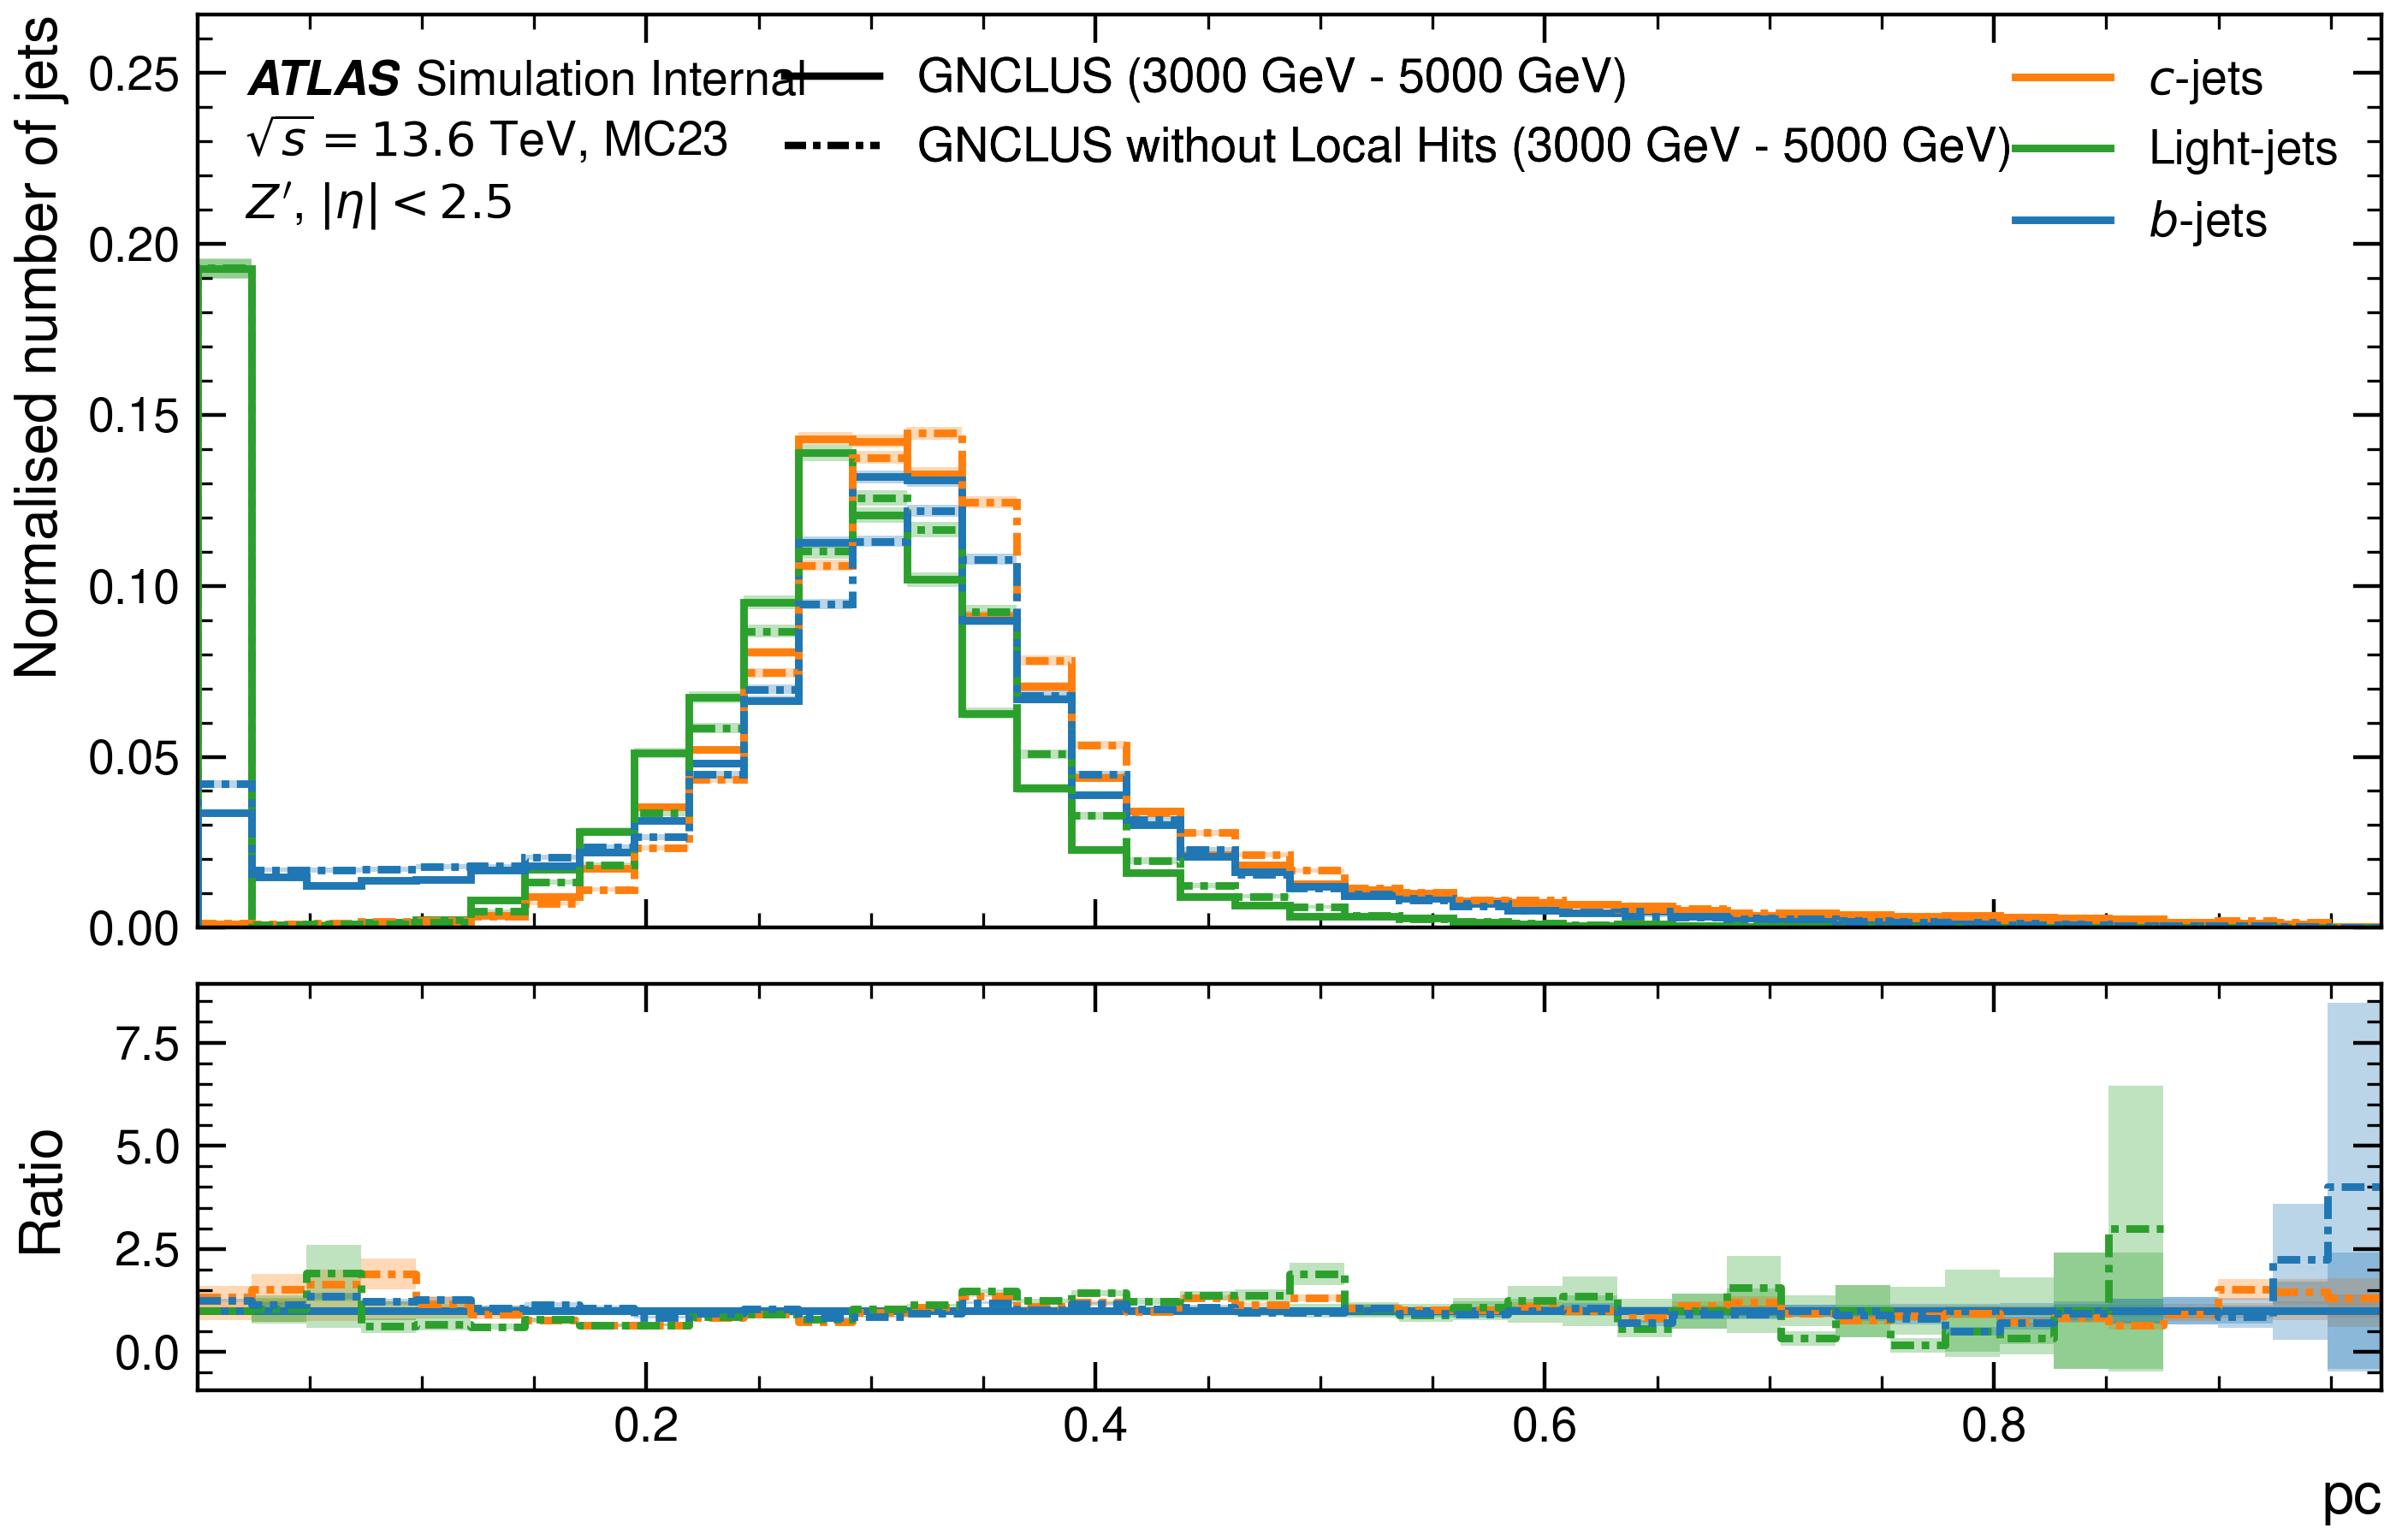 Normalised number of jets
0.25
0.20
0.15
0.10
0.05
0.00
ATLAS Simulation Internal
√s = 13.6 TeV, MC23
Z′, |η| < 2.5
GNCLUS (3000 GeV - 5000 GeV)
GNCLUS without Local Hits (3000 GeV - 5000 GeV)
c-jets
Light-jets
b-jets
Ratio
7.5
5.0
2.5
0.0
0.2 0.4 0.6 0.8
pc